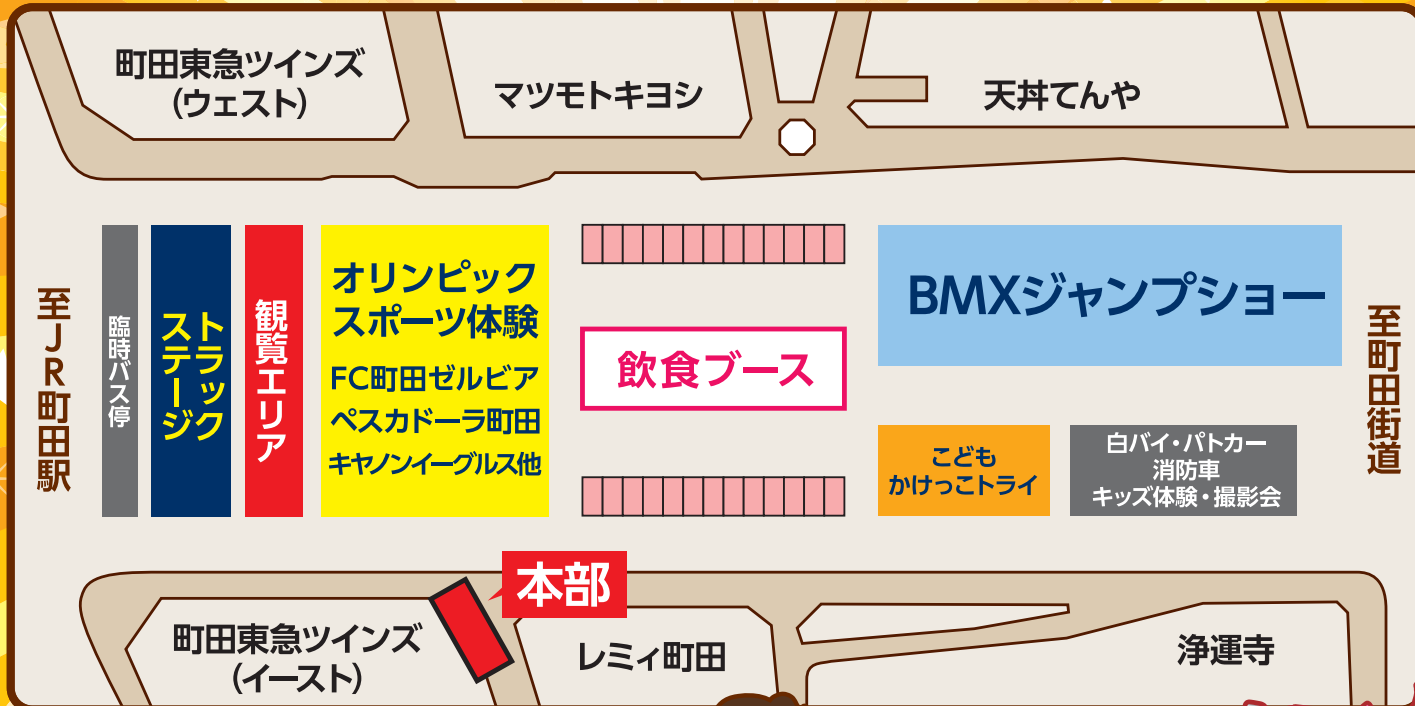 町田東急ツインズ
(ウェスト)
マツモトキヨシ
天丼てんや
至JR町田駅
臨時バス停
トラック
ステージ
観覧エリア
オリンピック
スポーツ体験
FC町田ゼルビア
ペスカドーラ町田
キヤノンイーグルス他
飲食ブース
BMXジャンプショー
こども
かけっこトライ
白バイ・パトカー
消防車
キッズ体験・撮影会
至町田街道
本部
町田東急ツインズ
(イースト)
レミィ町田
浄運寺